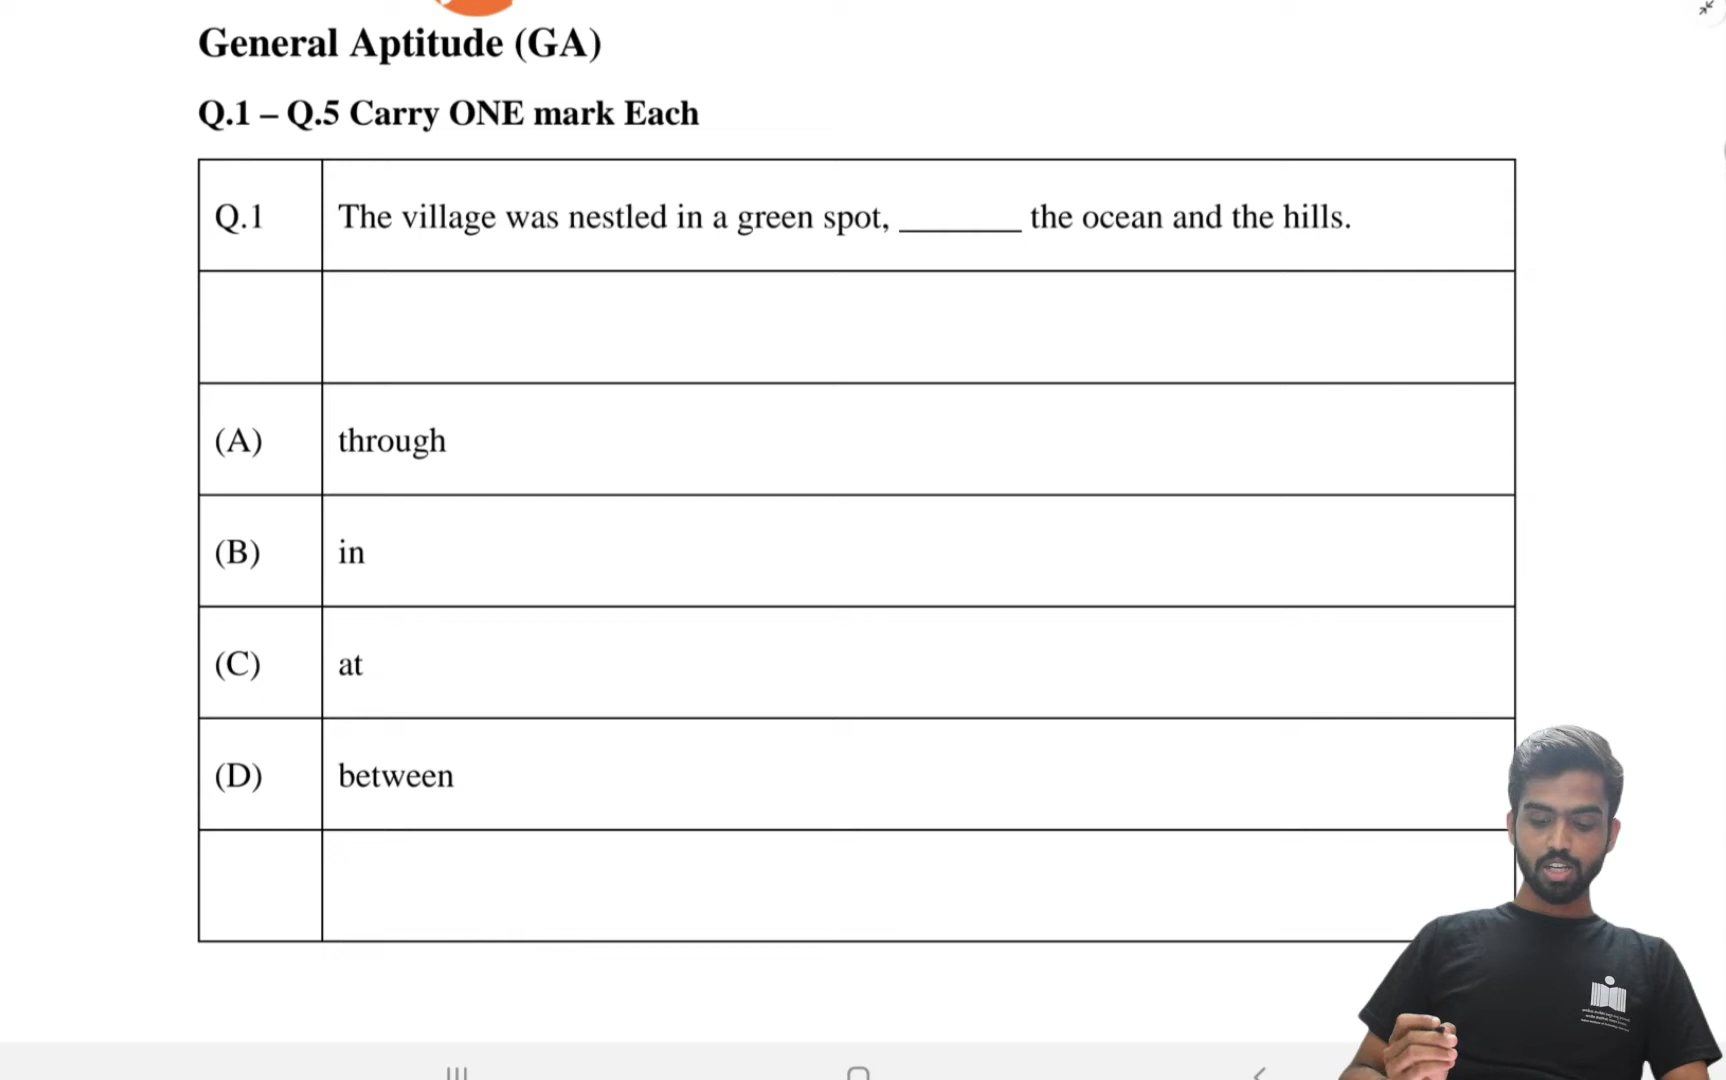 General Aptitude (GA)
Q.1 – Q.5 Carry ONE mark Each
Q.1 The village was nestled in a green spot, _______ the ocean and the hills.
(A) through
(B) in
(C) at
(D) between